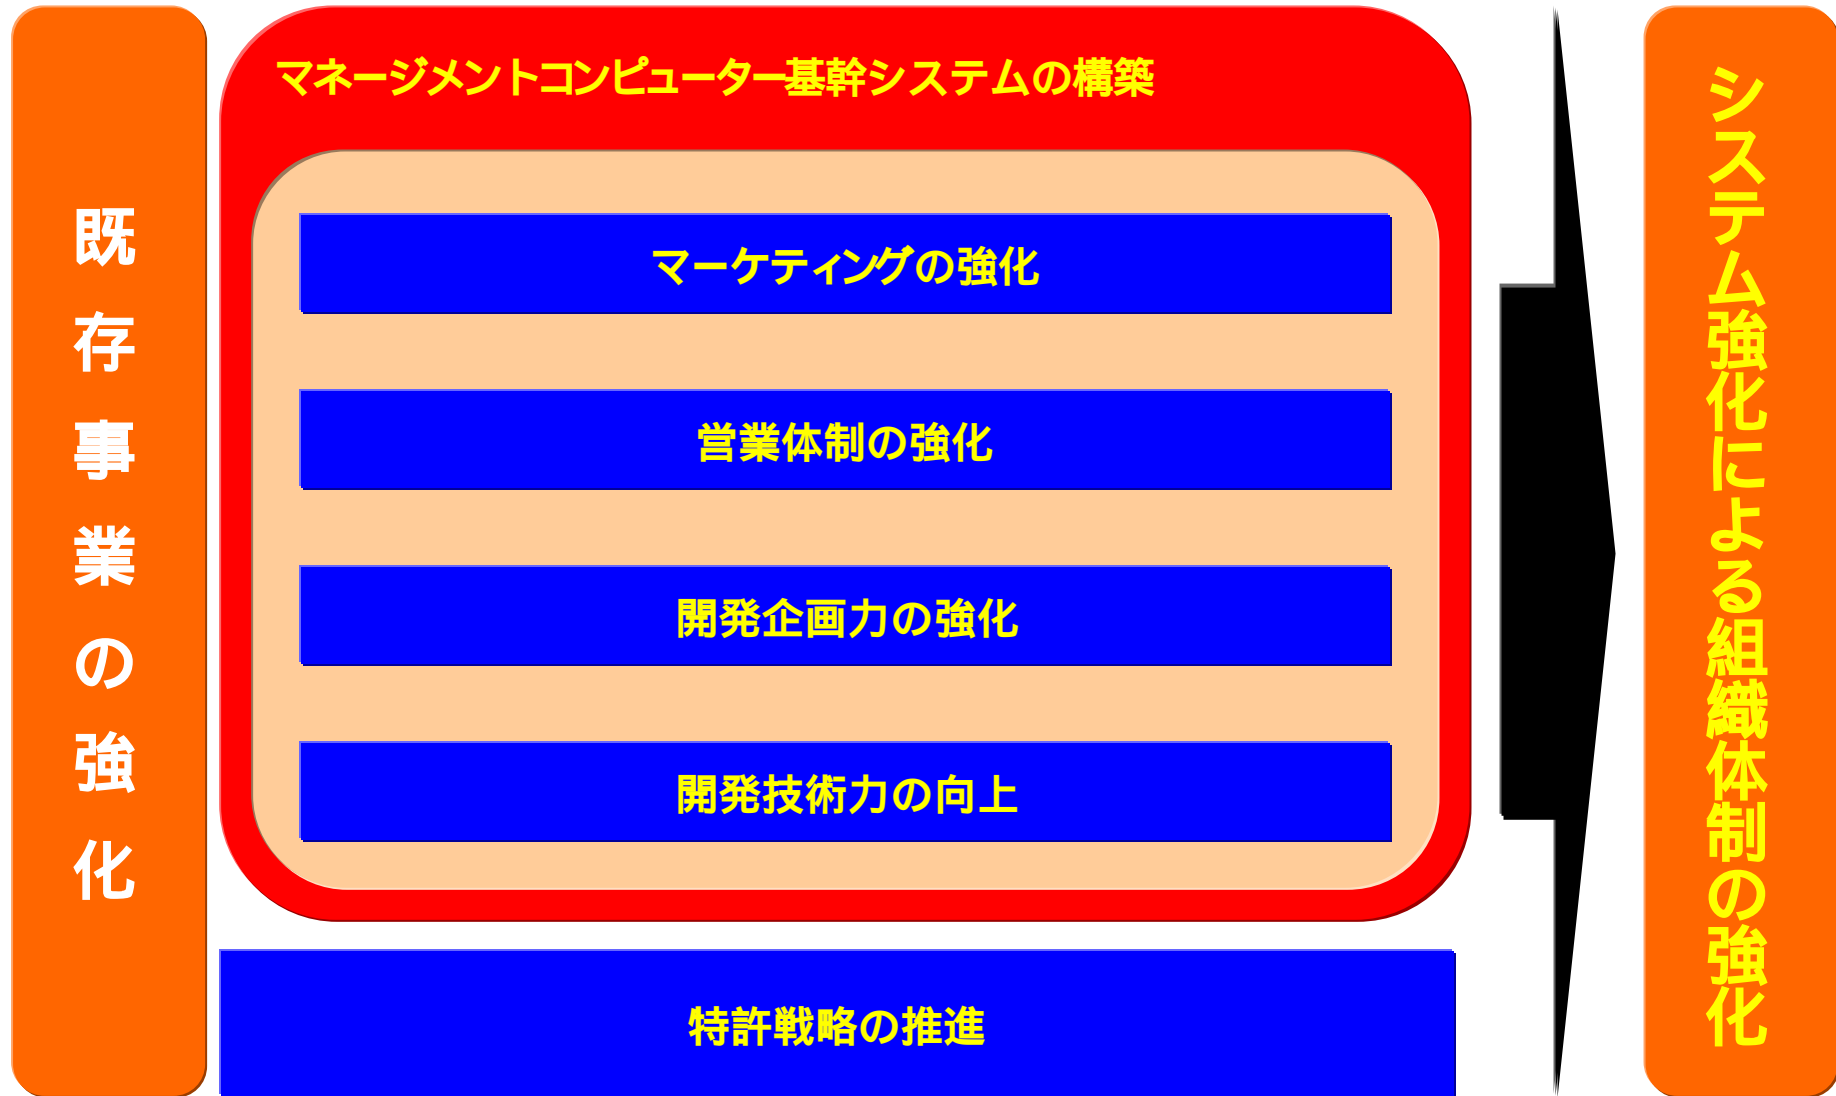 既存事業の強化
マネージメントコンピューター基幹システムの構築
マーケティングの強化
営業体制の強化
開発企画力の強化
開発技術力の向上
特許戦略の推進
システム強化による組織体制の強化